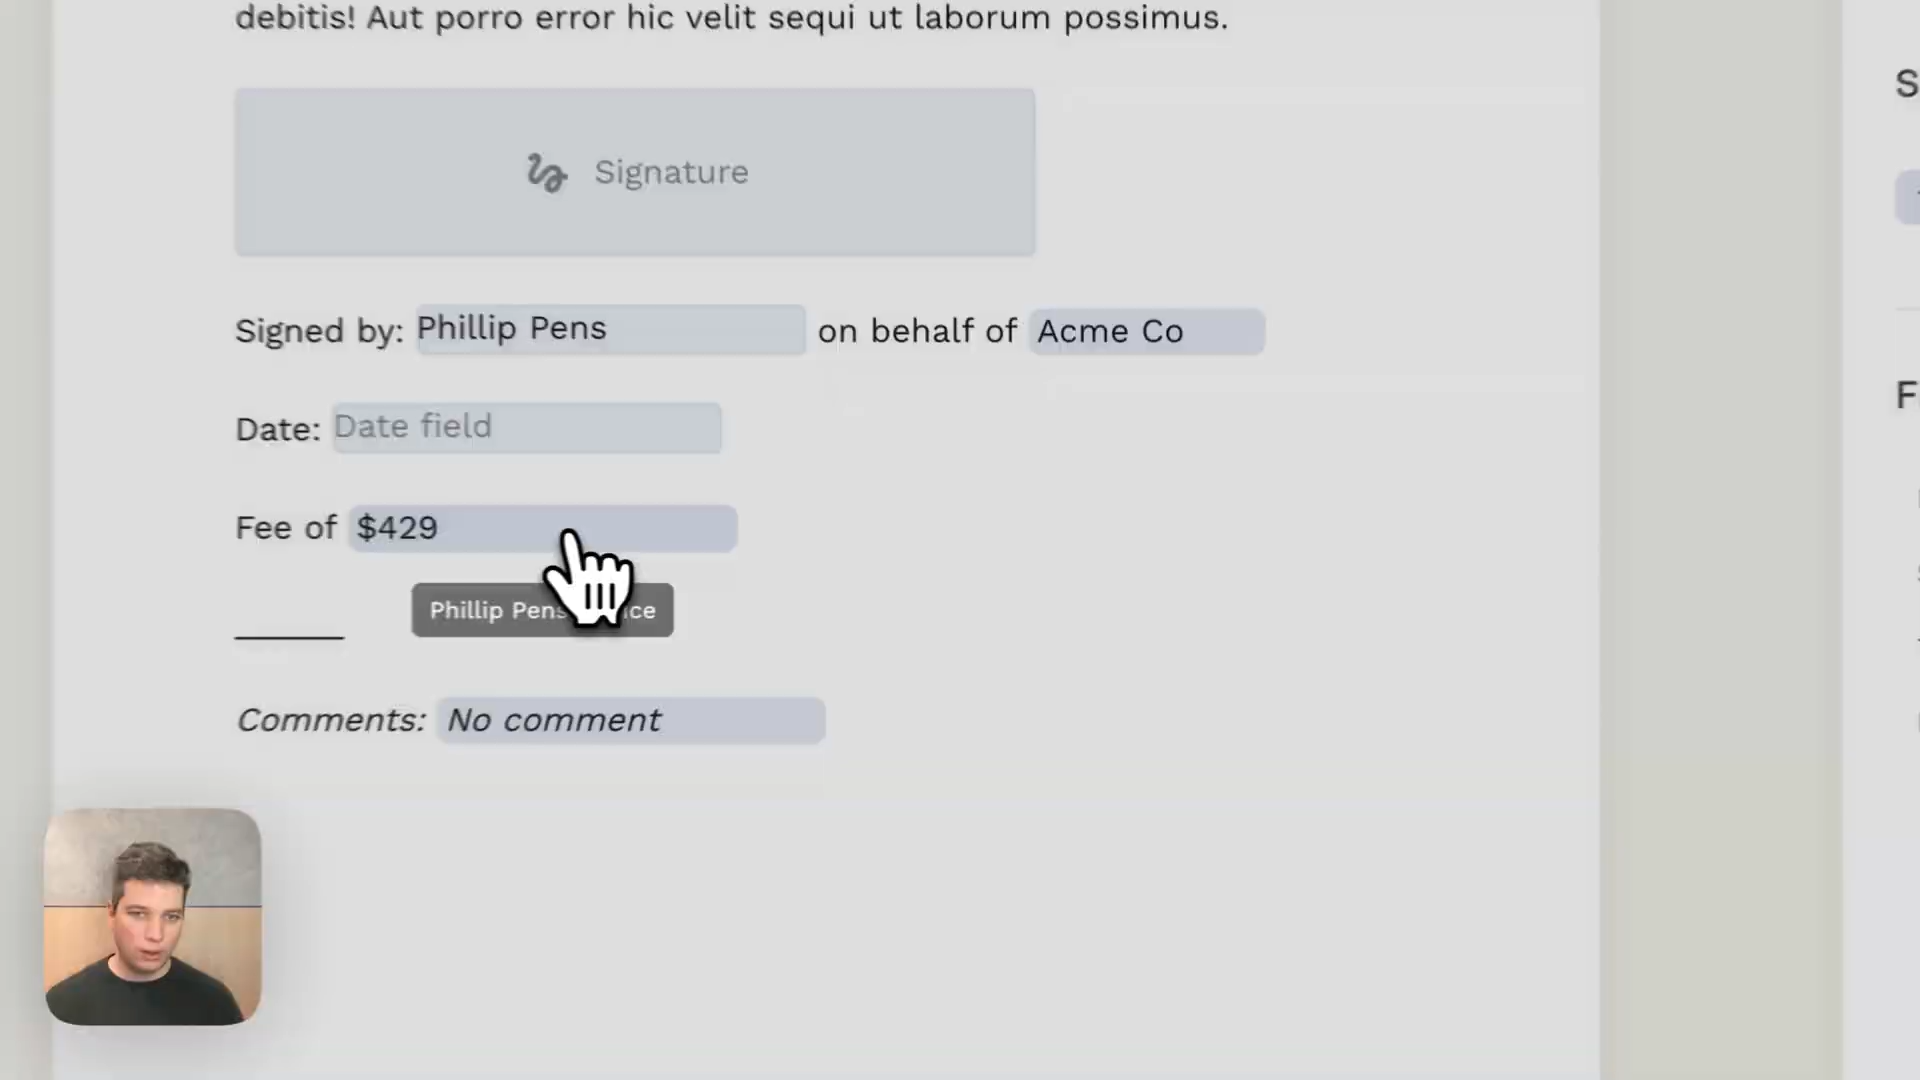 debitis! Aut porro error hic velit sequi ut laborum possimus.
Signature
Signed by: Phillip Pens on behalf of Acme Co
Date: Date field
Fee of $429
Phillip Pens
Comments: No comment
S
F